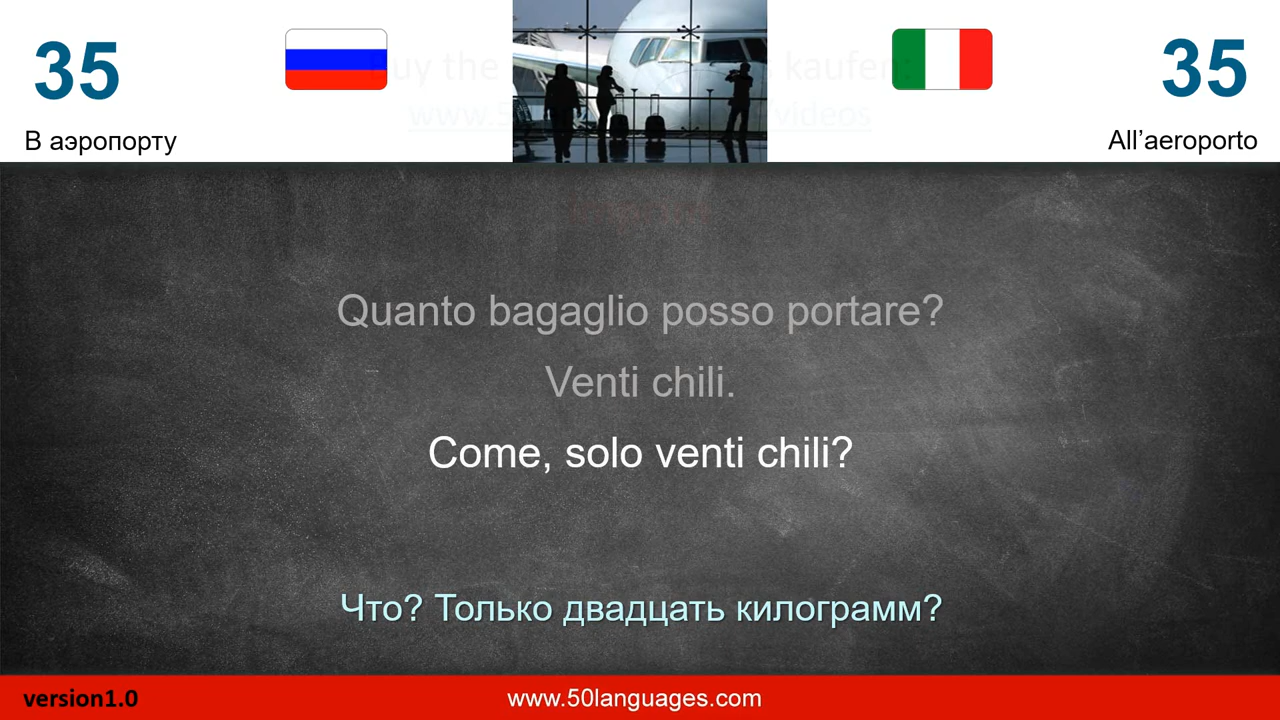 35
35
В аэропорту
All’aeroporto
Quanto bagaglio posso portare?
Venti chili.
Come, solo venti chili?
Что? Только двадцать килограмм?
version1.0
www.50languages.com